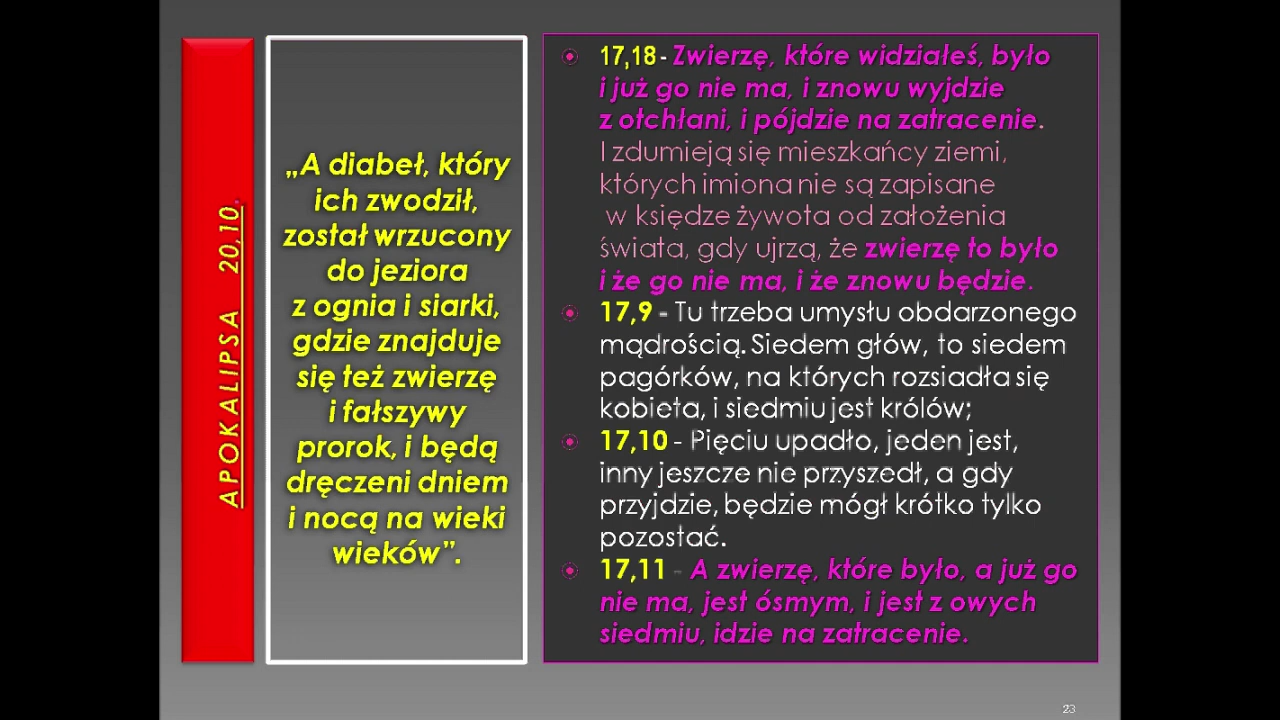 APOKALIPSA 20,10.
„A diabeł, który
ich zwodził,
został wrzucony
do jeziora
z ognia i siarki,
gdzie znajduje
się też zwierzę
i fałszywy
prorok, i będą
dręczeni dniem
i nocą na wieki
wieków”.
17,18 - Zwierzę, które widziałeś, było
i już go nie ma, i znowu wyjdzie
z otchłani, i pójdzie na zatracenie.
I zdumieją się mieszkańcy ziemi,
których imiona nie są zapisane
w księdze żywota od założenia
świata, gdy ujrzą, że zwierzę to było
i że go nie ma, i że znowu będzie.
17,9 - Tu trzeba umysłu obdarzonego
mądrością. Siedem głów, to siedem
pagórków, na których rozsiadła się
kobieta, i siedmiu jest królów;
17,10 - Pięciu upadło, jeden jest,
inny jeszcze nie przyszedł, a gdy
przyjdzie, będzie mógł krótko tylko
pozostać.
17,11 - A zwierzę, które było, a już go
nie ma, jest ósmym, i jest z owych
siedmiu, idzie na zatracenie.
23